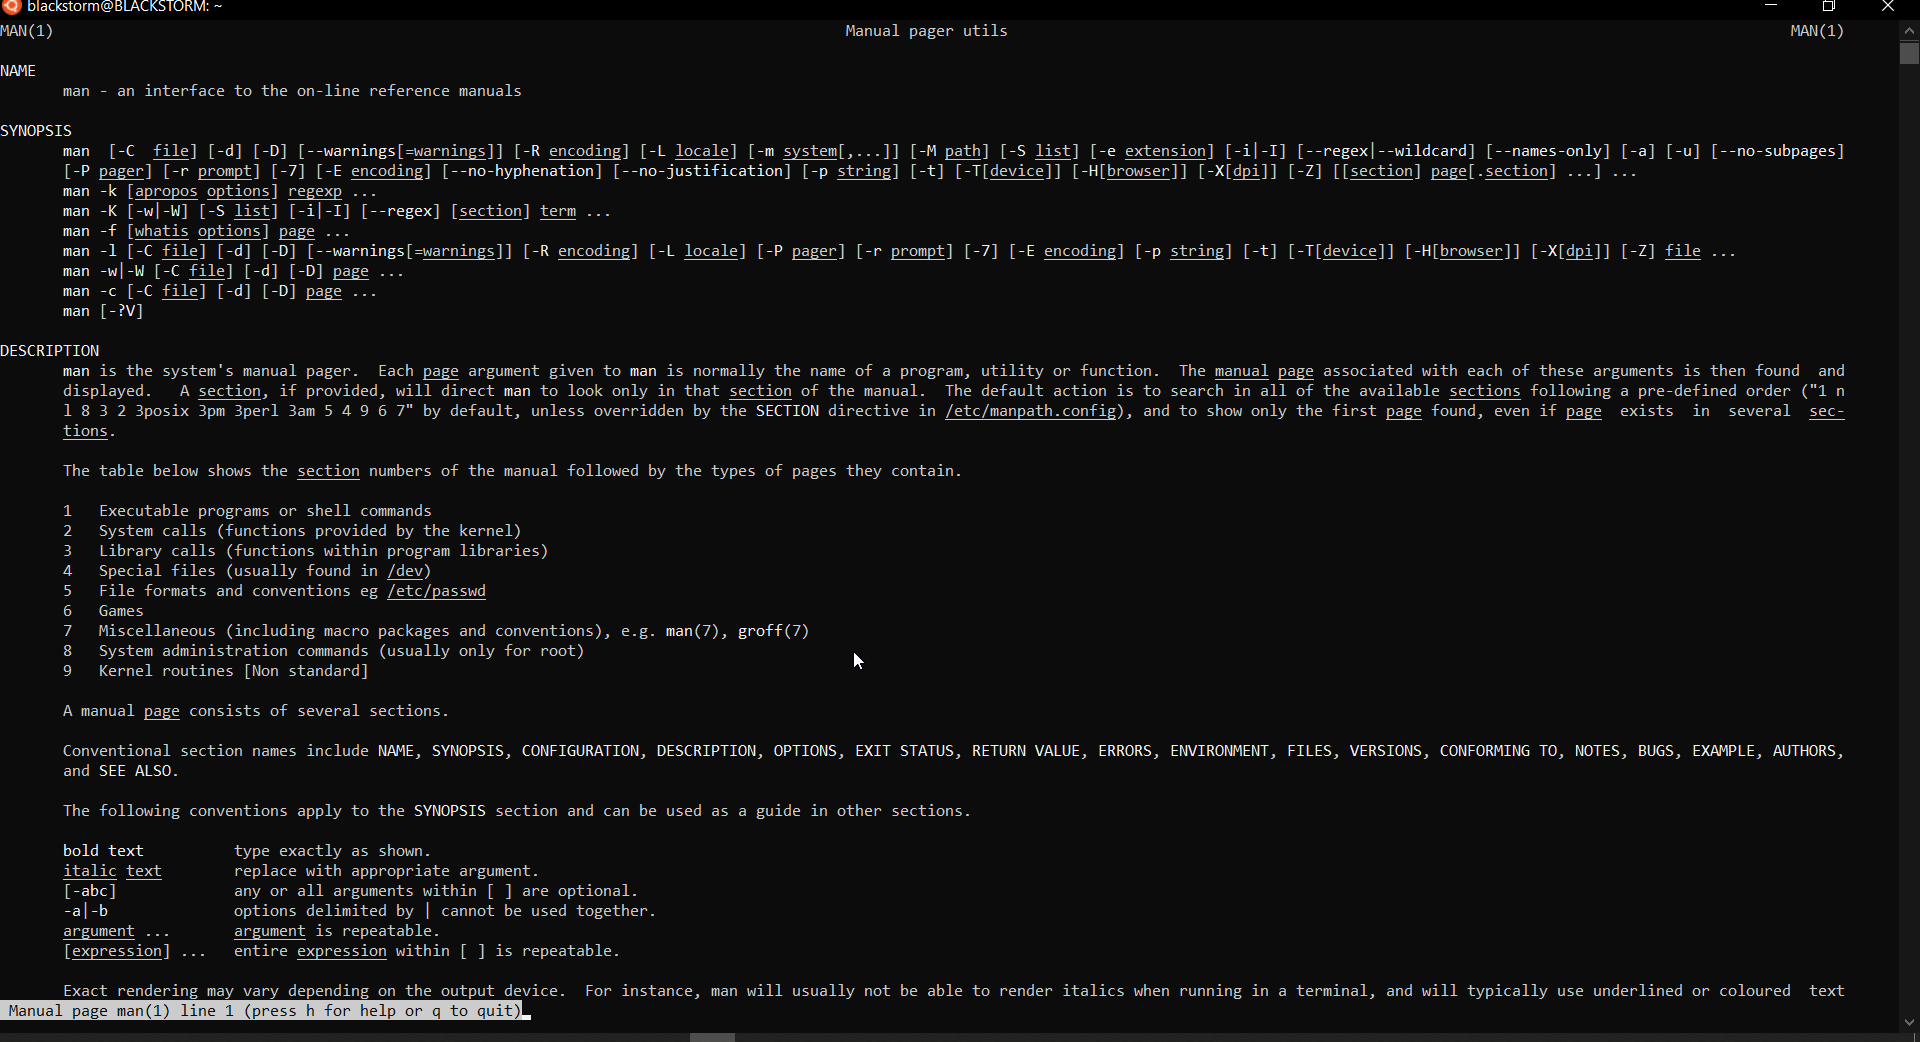 blackstorm@BLACKSTORM: ~
MAN(1) Manual pager utils MAN(1)
NAME
man - an interface to the on-line reference manuals
SYNOPSIS
man [-C file] [-d] [-D] [--warnings[=warnings]] [-R encoding] [-L locale] [-m system[,...]] [-M path] [-S list] [-e extension] [-i|-I] [--regex|--wildcard] [--names-only] [-a] [-u] [--no-subpages]
[-P pager] [-r prompt] [-7] [-E encoding] [--no-hyphenation] [--no-justification] [-p string] [-t] [-T[device]] [-H[browser]] [-X[dpi]] [-Z] [[section] page[.section] ...] ...
man -k [apropos options] regexp ...
man -K [-w|-W] [-S list] [-i|-I] [--regex] [section] term ...
man -f [whatis options] page ...
man -l [-C file] [-d] [-D] [--warnings[=warnings]] [-R encoding] [-L locale] [-P pager] [-r prompt] [-7] [-E encoding] [-p string] [-t] [-T[device]] [-H[browser]] [-X[dpi]] [-Z] file ...
man -w|-W [-C file] [-d] [-D] page ...
man -c [-C file] [-d] [-D] page ...
man [-?V]
DESCRIPTION
man is the system's manual pager. Each page argument given to man is normally the name of a program, utility or function. The manual page associated with each of these arguments is then found and
displayed. A section, if provided, will direct man to look only in that section of the manual. The default action is to search in all of the available sections following a pre-defined order ("1 n
l 8 3 2 3posix 3pm 3perl 3am 5 4 9 6 7" by default, unless overridden by the SECTION directive in /etc/manpath.config), and to show only the first page found, even if page exists in several sec-
tions.
The table below shows the section numbers of the manual followed by the types of pages they contain.
1 Executable programs or shell commands
2 System calls (functions provided by the kernel)
3 Library calls (functions within program libraries)
4 Special files (usually found in /dev)
5 File formats and conventions eg /etc/passwd
6 Games
7 Miscellaneous (including macro packages and conventions), e.g. man(7), groff(7)
8 System administration commands (usually only for root)
9 Kernel routines [Non standard]
A manual page consists of several sections.
Conventional section names include NAME, SYNOPSIS, CONFIGURATION, DESCRIPTION, OPTIONS, EXIT STATUS, RETURN VALUE, ERRORS, ENVIRONMENT, FILES, VERSIONS, CONFORMING TO, NOTES, BUGS, EXAMPLE, AUTHORS,
and SEE ALSO.
The following conventions apply to the SYNOPSIS section and can be used as a guide in other sections.
bold text type exactly as shown.
italic text replace with appropriate argument.
[-abc] any or all arguments within [ ] are optional.
-a|-b options delimited by | cannot be used together.
argument ... argument is repeatable.
[expression] ... entire expression within [ ] is repeatable.
Exact rendering may vary depending on the output device. For instance, man will usually not be able to render italics when running in a terminal, and will typically use underlined or coloured text
Manual page man(1) line 1 (press h for help or q to quit)